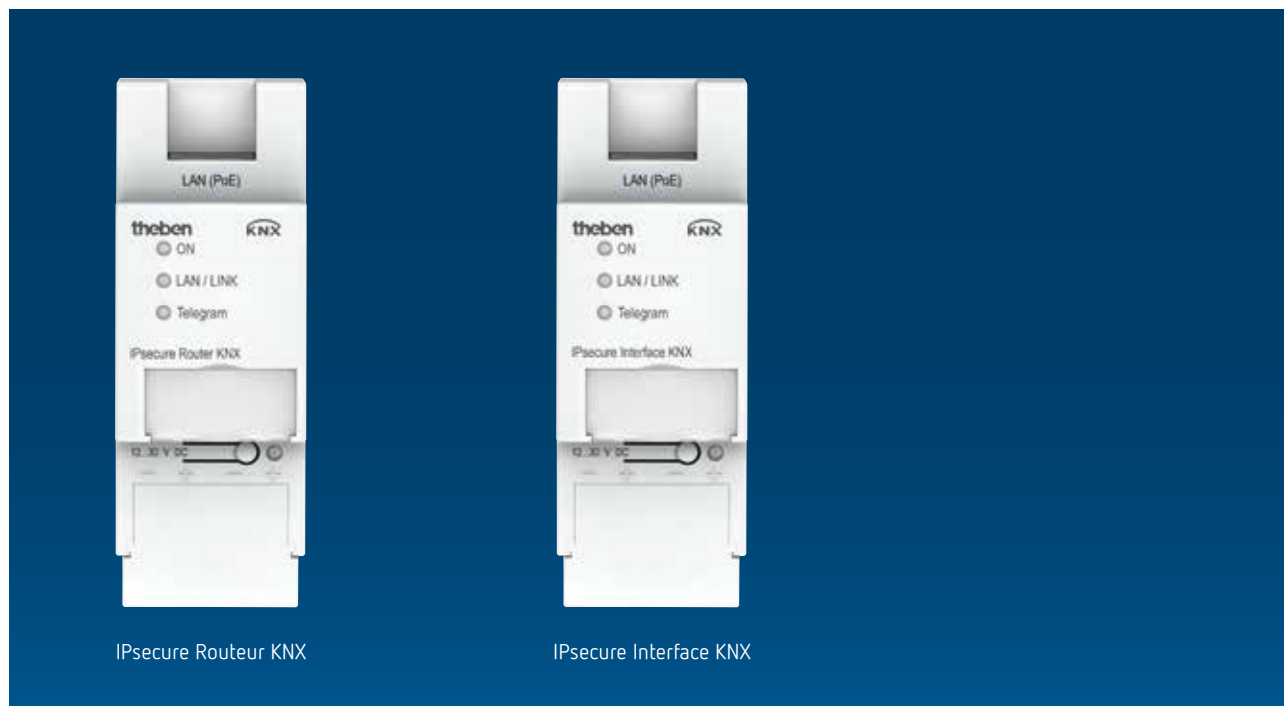 LAN (PoE)
theben KNX
ON
LAN / LINK
Telegram
IPsecure Router KNX
12..30 V DC
IPsecure Routeur KNX
LAN (PoE)
theben KNX
ON
LAN / LINK
Telegram
IPsecure Interface KNX
12..30 V DC
IPsecure Interface KNX